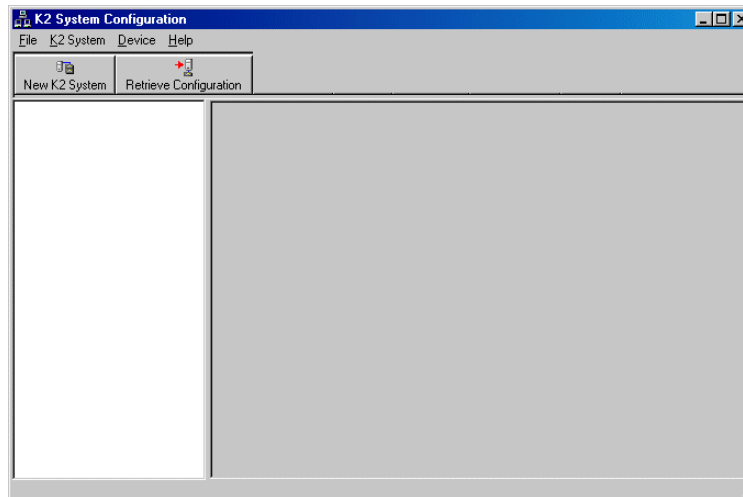 K2 System Configuration
File K2 System Device Help
New K2 System Retrieve Configuration